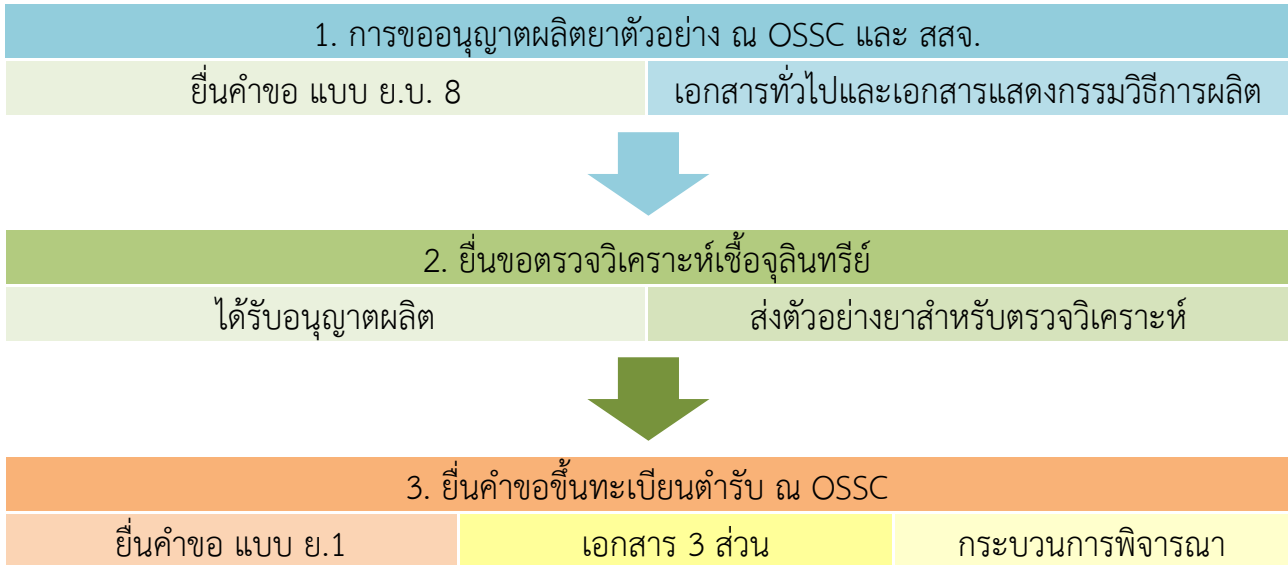 1. การขออนุญาตผลิตยาตัวอย่าง ณ OSSC และ สสจ.
ยื่นคำขอ แบบ ย.บ. 8
เอกสารทั่วไปและเอกสารแสดงกรรมวิธีการผลิต
2. ยื่นขอตรวจวิเคราะห์เชื้อจุลินทรีย์
ได้รับอนุญาตผลิต
ส่งตัวอย่างยาสำหรับตรวจวิเคราะห์
3. ยื่นคำขอขึ้นทะเบียนตำรับ ณ OSSC
ยื่นคำขอ แบบ ย.1
เอกสาร 3 ส่วน
กระบวนการพิจารณา